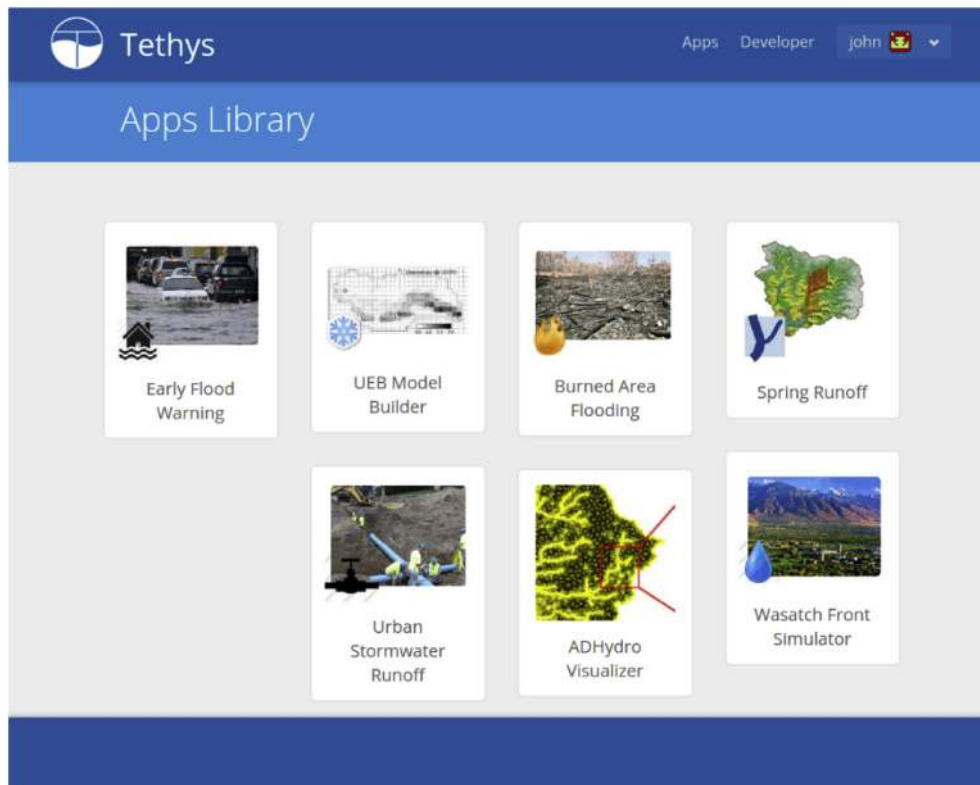 Tethys
Apps Developer john
Apps Library
Early Flood
Warning
UEB Model
Builder
Burned Area
Flooding
Spring Runoff
Urban
Stormwater
Runoff
ADHydro
Visualizer
Wasatch Front
Simulator